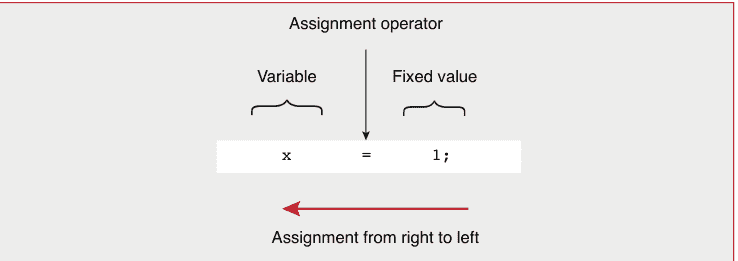 Assignment operator
Variable Fixed value
x = 1;
Assignment from right to left